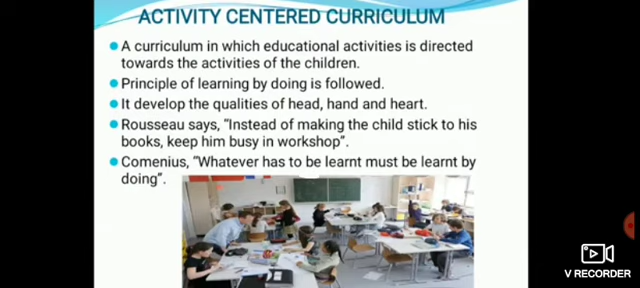 ACTIVITY CENTERED CURRICULUM
A curriculum in which educational activities is directed
towards the activities of the children.
Principle of learning by doing is followed.
It develop the qualities of head, hand and heart.
Rousseau says, “Instead of making the child stick to his
books, keep him busy in workshop”.
Comenius, “Whatever has to be learnt must be learnt by
doing”.
V RECORDER